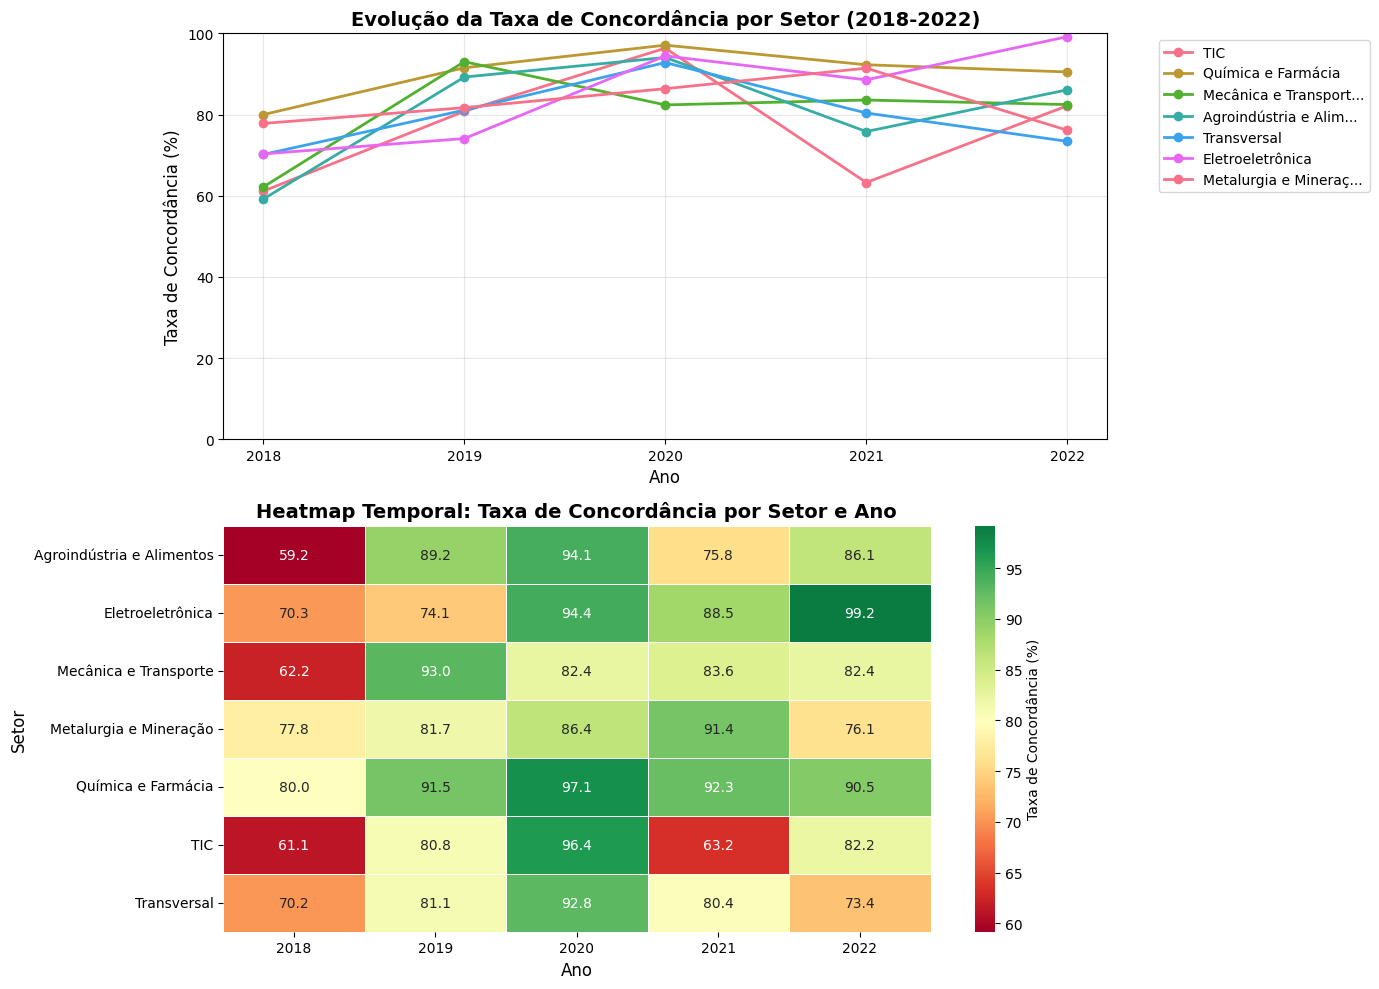 Evolução da Taxa de Concordância por Setor (2018-2022)
Taxa de Concordância (%)
100
80
60
40
20
0
2018 2019 2020 2021 2022
Ano
TIC
Química e Farmácia
Mecânica e Transport...
Agroindústria e Alim...
Transversal
Eletroeletrônica
Metalurgia e Mineraç...
Heatmap Temporal: Taxa de Concordância por Setor e Ano
Setor
Agroindústria e Alimentos 59.2 89.2 94.1 75.8 86.1
Eletroeletrônica 70.3 74.1 94.4 88.5 99.2
Mecânica e Transporte 62.2 93.0 82.4 83.6 82.4
Metalurgia e Mineração 77.8 81.7 86.4 91.4 76.1
Química e Farmácia 80.0 91.5 97.1 92.3 90.5
TIC 61.1 80.8 96.4 63.2 82.2
Transversal 70.2 81.1 92.8 80.4 73.4
2018 2019 2020 2021 2022
Ano
95
90
85
80
75
70
65
60
Taxa de Concordância (%)